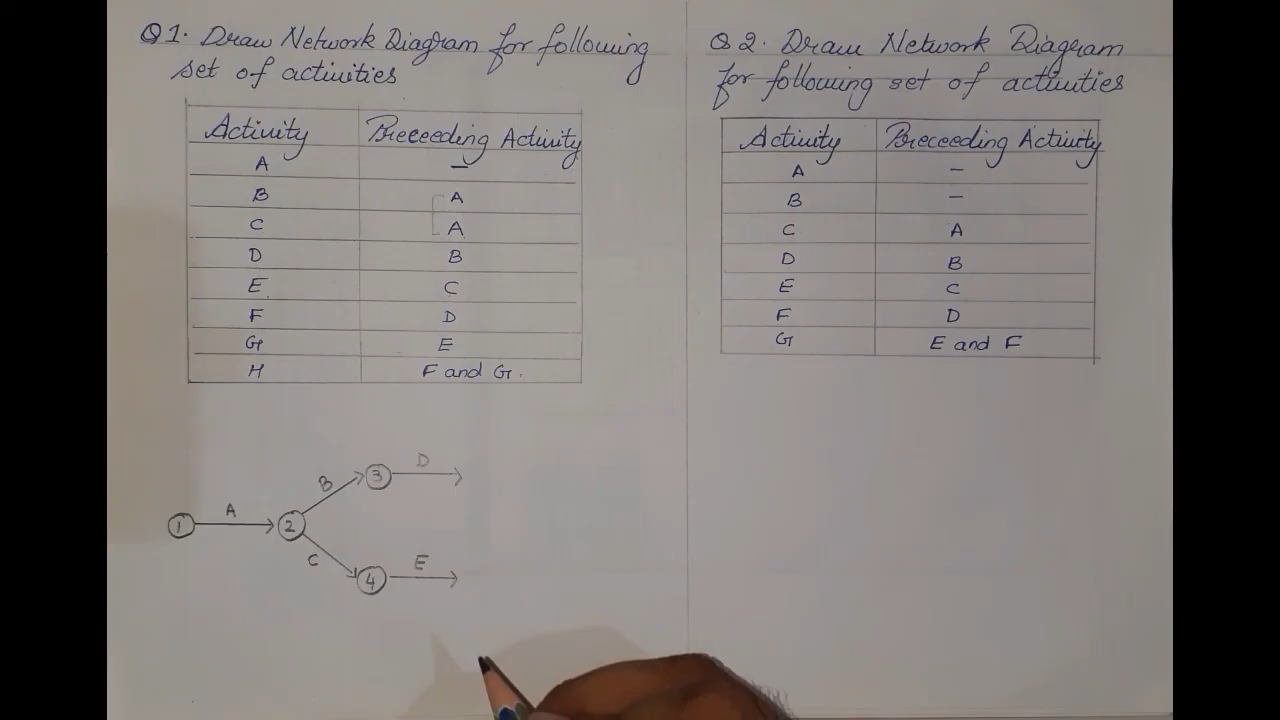 Q1. Draw Network Diagram for following
set of activities
Activity Preceeding Activity
A –
B A
C A
D B
E C
F D
G E
H F and G.
Q2. Draw Network Diagram
for following set of activities
Activity Preceeding Activity
A –
B –
C A
D B
E C
F D
G E and F
B 3 D
1 A 2
C 4 E